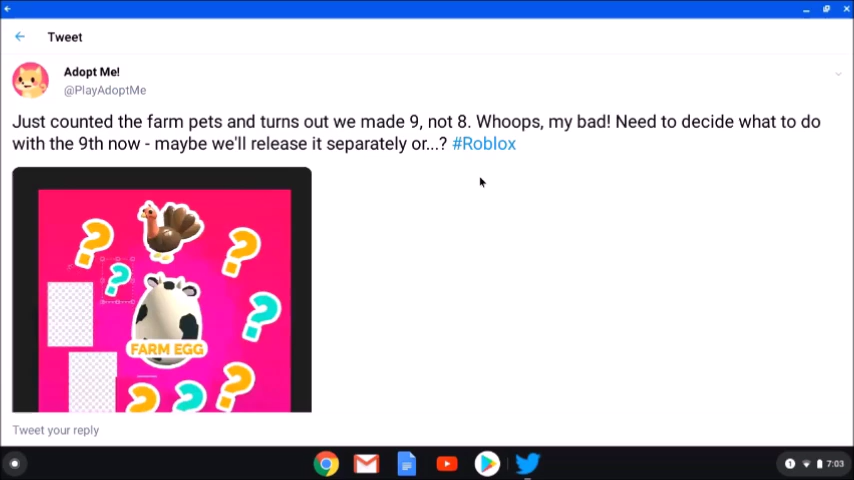 Tweet
Adopt Me!
@PlayAdoptMe
Just counted the farm pets and turns out we made 9, not 8. Whoops, my bad! Need to decide what to do
with the 9th now - maybe we'll release it separately or...? #Roblox
? ?
? ?
FARM EGG
? ? ?
Tweet your reply
1 7:03